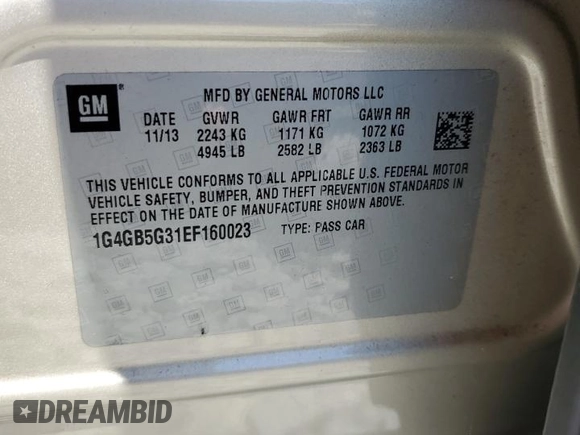 GM
MFD BY GENERAL MOTORS LLC
DATE GVWR GAWR FRT GAWR RR
11/13 2243 KG 1171 KG 1072 KG
4945 LB 2582 LB 2363 LB
THIS VEHICLE CONFORMS TO ALL APPLICABLE U.S. FEDERAL MOTOR
VEHICLE SAFETY, BUMPER, AND THEFT PREVENTION STANDARDS IN
EFFECT ON THE DATE OF MANUFACTURE SHOWN ABOVE.
1G4GB5G31EF160023 TYPE: PASS CAR
DREAMBID